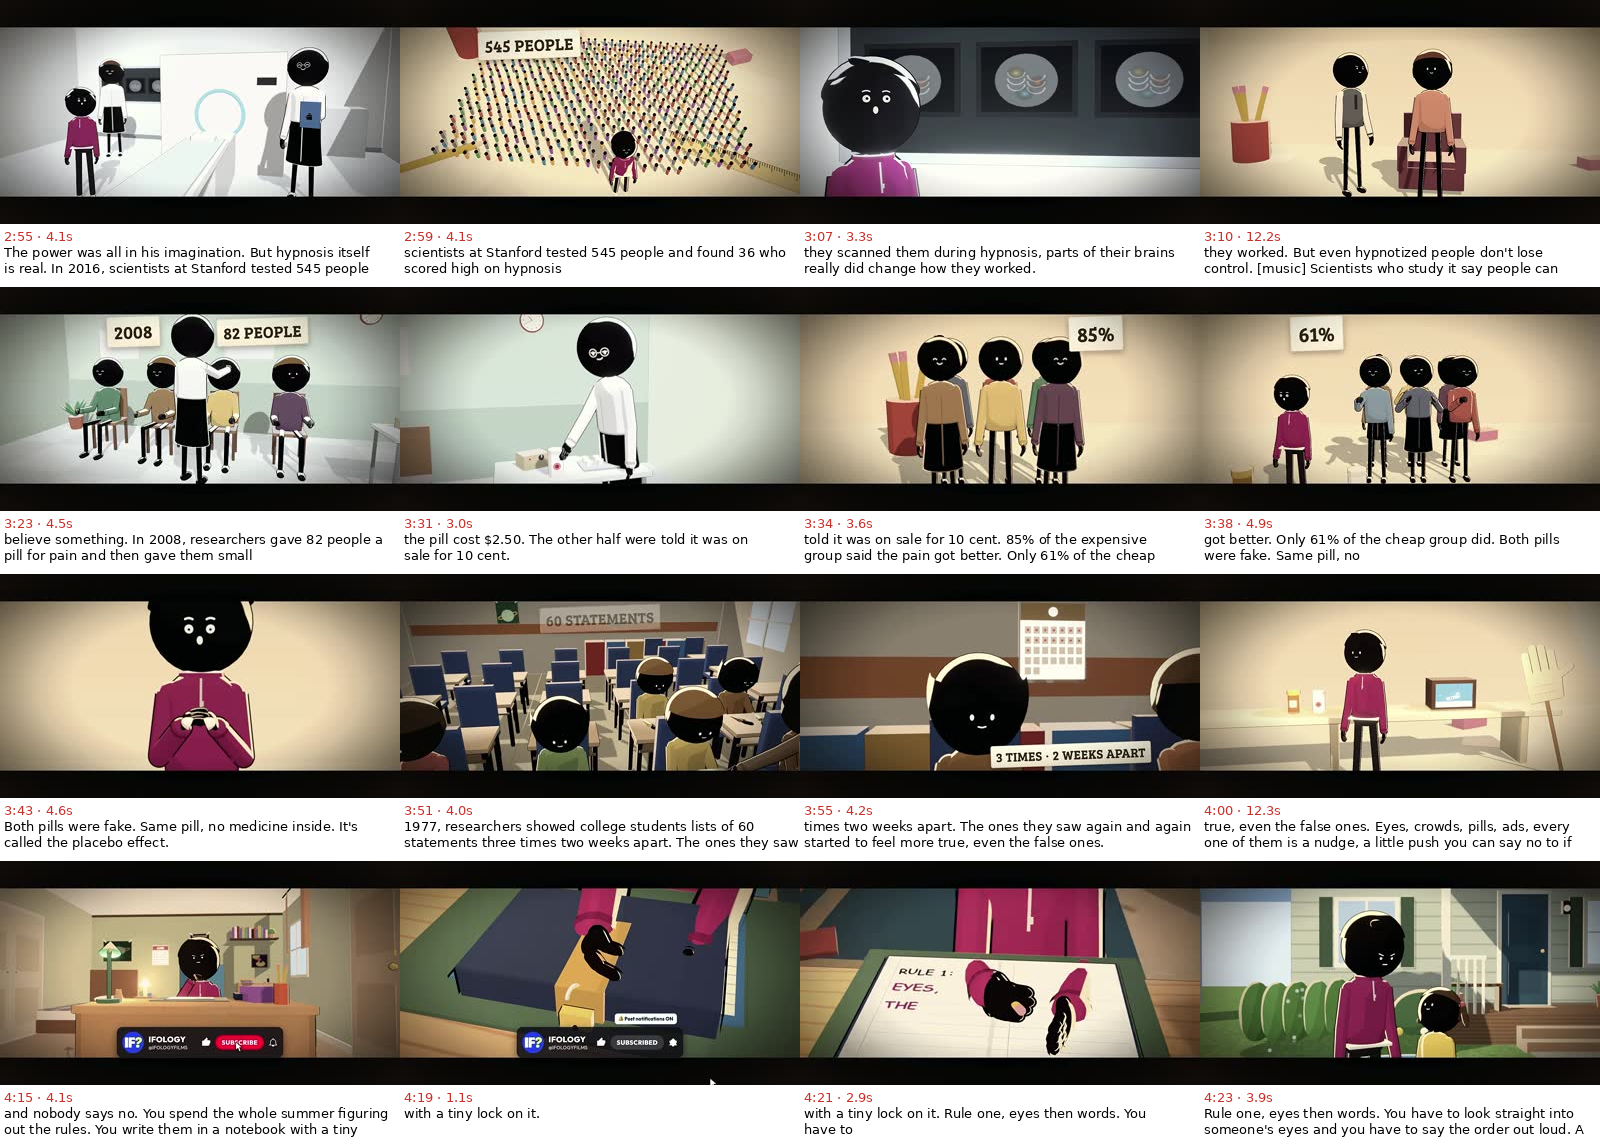 545 PEOPLE
2:55 · 4.1s
The power was all in his imagination. But hypnosis itself
is real. In 2016, scientists at Stanford tested 545 people
2:59 · 4.1s
scientists at Stanford tested 545 people and found 36 who
scored high on hypnosis
3:07 · 3.3s
they scanned them during hypnosis, parts of their brains
really did change how they worked.
3:10 · 12.2s
they worked. But even hypnotized people don't lose
control. [music] Scientists who study it say people can
2008
82 PEOPLE
85%
61%
3:23 · 4.5s
believe something. In 2008, researchers gave 82 people a
pill for pain and then gave them small
3:31 · 3.0s
the pill cost $2.50. The other half were told it was on
sale for 10 cent.
3:34 · 3.6s
told it was on sale for 10 cent. 85% of the expensive
group said the pain got better. Only 61% of the cheap
3:38 · 4.9s
got better. Only 61% of the cheap group did. Both pills
were fake. Same pill, no
60 STATEMENTS
3 TIMES · 2 WEEKS APART
3:43 · 4.6s
Both pills were fake. Same pill, no medicine inside. It's
called the placebo effect.
3:51 · 4.0s
1977, researchers showed college students lists of 60
statements three times two weeks apart. The ones they saw
3:55 · 4.2s
times two weeks apart. The ones they saw again and again
started to feel more true, even the false ones.
4:00 · 12.3s
true, even the false ones. Eyes, crowds, pills, ads, every
one of them is a nudge, a little push you can say no to if
IF?
IFOLOGY
@IFOLOGYFILMS
SUBSCRIBE
Post notifications ON
IF?
IFOLOGY
@IFOLOGYFILMS
SUBSCRIBED
RULE 1:
EYES,
THE
4:15 · 4.1s
and nobody says no. You spend the whole summer figuring
out the rules. You write them in a notebook with a tiny
4:19 · 1.1s
with a tiny lock on it.
4:21 · 2.9s
with a tiny lock on it. Rule one, eyes then words. You
have to
4:23 · 3.9s
Rule one, eyes then words. You have to look straight into
someone's eyes and you have to say the order out loud. A